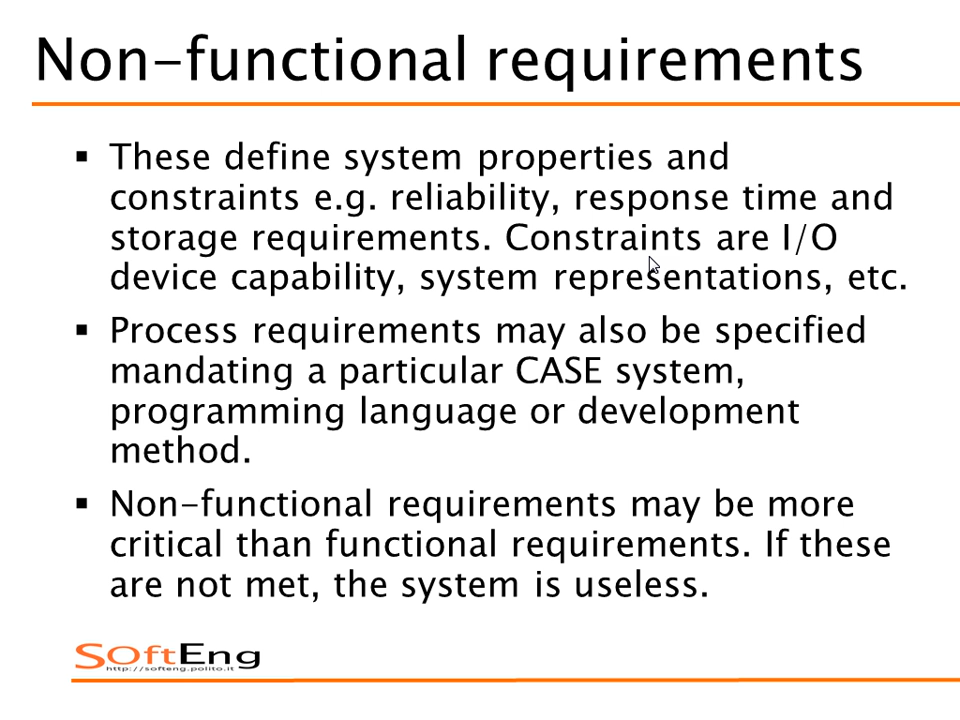 Non-functional requirements
▪ These define system properties and
constraints e.g. reliability, response time and
storage requirements. Constraints are I/O
device capability, system representations, etc.
▪ Process requirements may also be specified
mandating a particular CASE system,
programming language or development
method.
▪ Non-functional requirements may be more
critical than functional requirements. If these
are not met, the system is useless.
SOftEng
http://softeng.polito.it